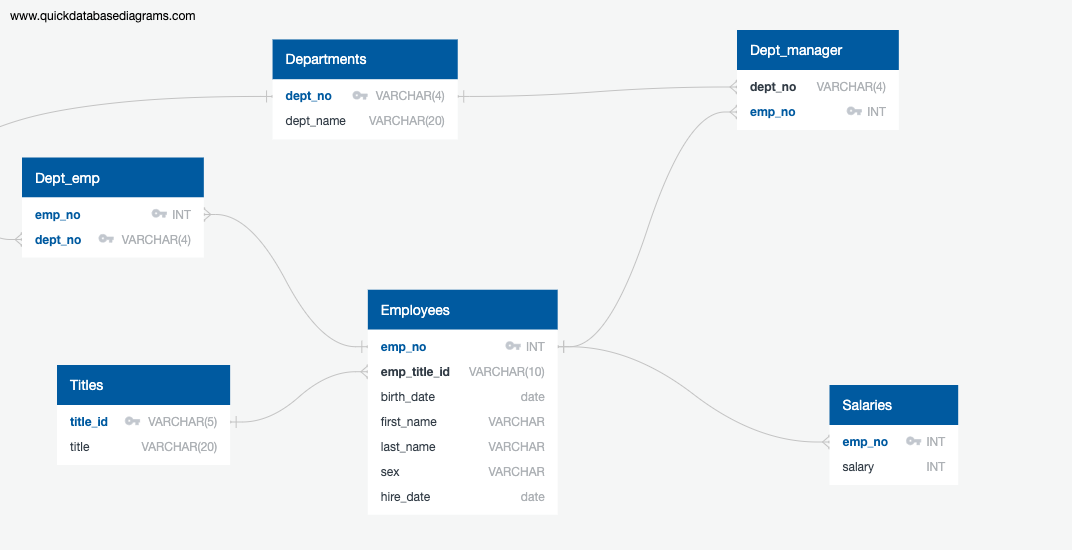 www.quickdatabasediagrams.com
Departments
dept_no VARCHAR(4)
dept_name VARCHAR(20)
Dept_manager
dept_no VARCHAR(4)
emp_no INT
Dept_emp
emp_no INT
dept_no VARCHAR(4)
Employees
emp_no INT
emp_title_id VARCHAR(10)
birth_date date
first_name VARCHAR
last_name VARCHAR
sex VARCHAR
hire_date date
Titles
title_id VARCHAR(5)
title VARCHAR(20)
Salaries
emp_no INT
salary INT